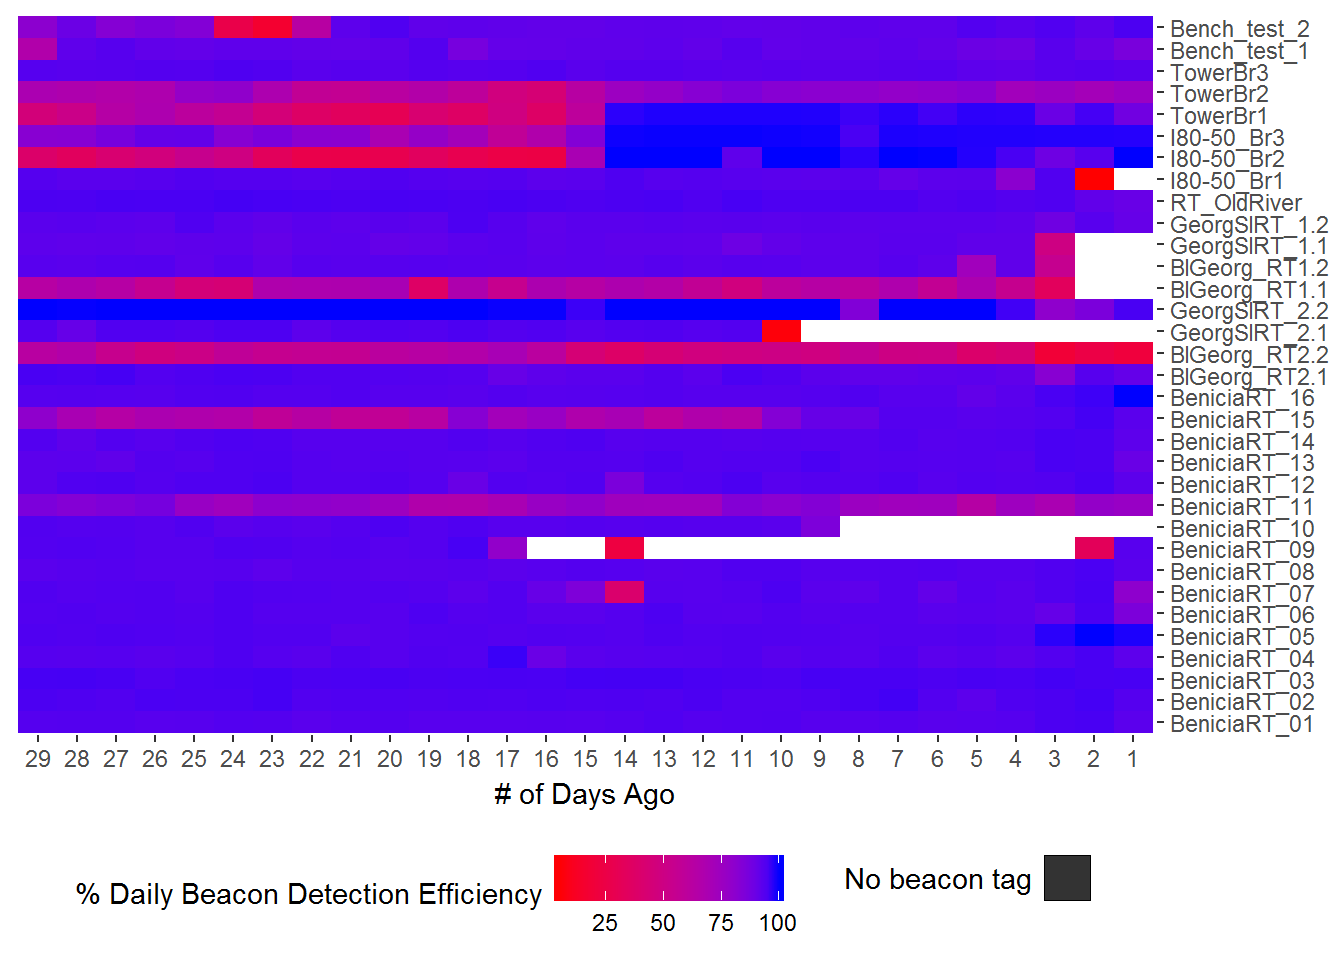 Bench_test_2
Bench_test_1
TowerBr3
TowerBr2
TowerBr1
I80-50_Br3
I80-50_Br2
I80-50_Br1
RT_OldRiver
GeorgSlRT_1.2
GeorgSlRT_1.1
BlGeorg_RT1.2
BlGeorg_RT1.1
GeorgSlRT_2.2
GeorgSlRT_2.1
BlGeorg_RT2.2
BlGeorg_RT2.1
BeniciaRT_16
BeniciaRT_15
BeniciaRT_14
BeniciaRT_13
BeniciaRT_12
BeniciaRT_11
BeniciaRT_10
BeniciaRT_09
BeniciaRT_08
BeniciaRT_07
BeniciaRT_06
BeniciaRT_05
BeniciaRT_04
BeniciaRT_03
BeniciaRT_02
BeniciaRT_01
29 28 27 26 25 24 23 22 21 20 19 18 17 16 15 14 13 12 11 10 9 8 7 6 5 4 3 2 1
# of Days Ago
% Daily Beacon Detection Efficiency
25 50 75 100
No beacon tag